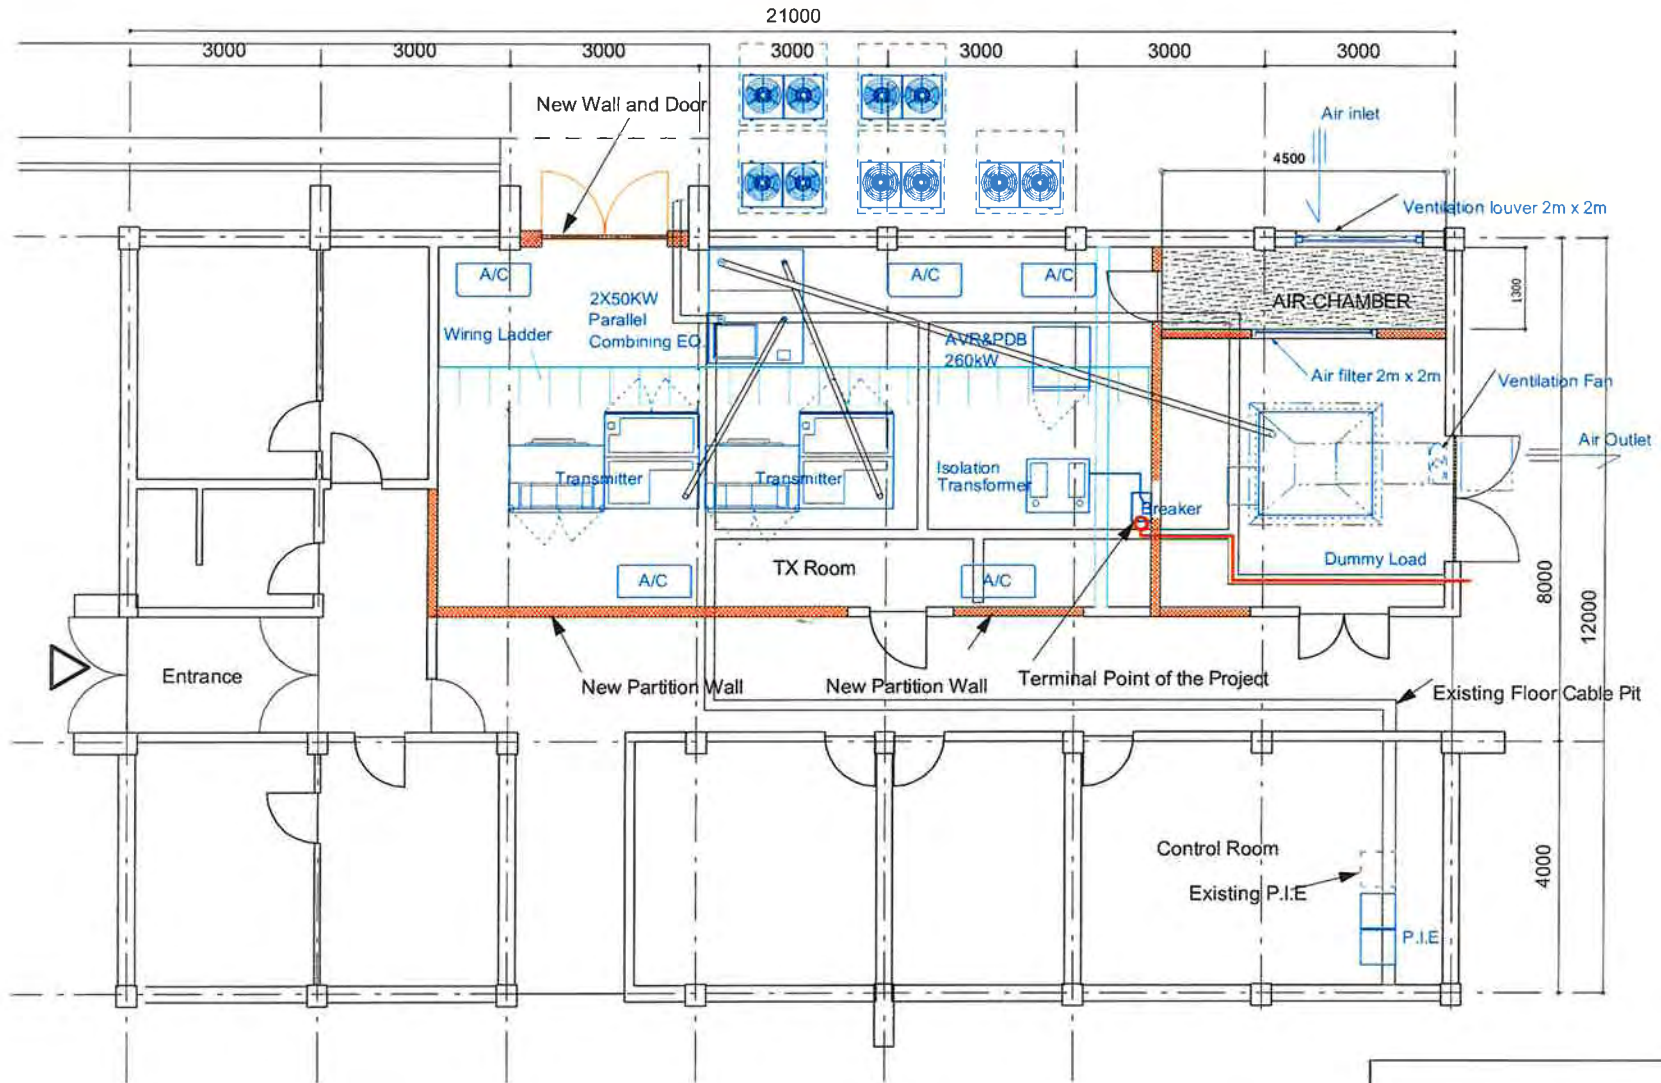 21000
3000 3000 3000 3000 3000 3000 3000
New Wall and Door
Air inlet
4500
Ventilation louver 2m x 2m
A/C
A/C
A/C
2X50KW
Parallel
Combining EQ.
Wiring Ladder
AIR CHAMBER
1300
AVR&PDB
260kW
Air filter 2m x 2m
Ventilation Fan
Air Outlet
Transmitter
Transmitter
Isolation
Transformer
Breaker
Dummy Load
TX Room
A/C
A/C
8000
12000
Entrance
New Partition Wall
New Partition Wall
Terminal Point of the Project
Existing Floor Cable Pit
Control Room
Existing P.I.E
P.I.E
4000